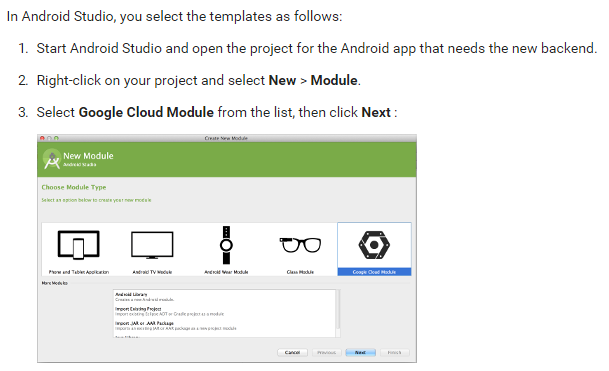 In Android Studio, you select the templates as follows:
1. Start Android Studio and open the project for the Android app that needs the new backend.
2. Right-click on your project and select New > Module.
3. Select Google Cloud Module from the list, then click Next :
Create New Module
New Module
Android Studio
Choose Module Type
Select an option below to create your new module
Phone and Tablet Application
Android TV Module
Android Wear Module
Glass Module
Google Cloud Module
More Modules
Android Library
Creates a new Android module.
Import Existing Project
Import existing Eclipse ADT or Gradle project as a module
Import .JAR or .AAR Package
Imports an existing JAR or AAR package as a new project module
Cancel
Previous
Next
Finish